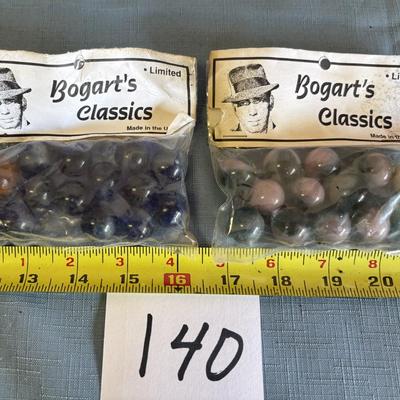 • Limited
Bogart's
Classics
Made in the U
• Li
Bogart's
Classics
Made in the
1 2 3 4 5 6 7 8
13 14 15 16 17 18 19 20
140